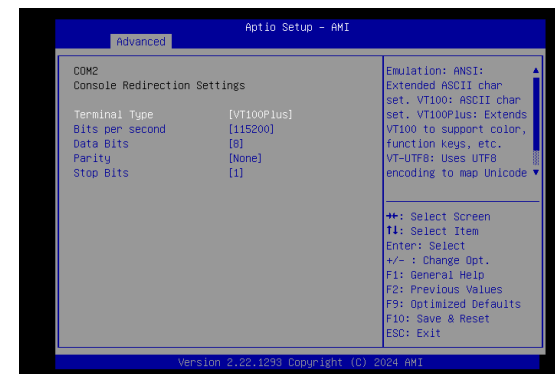 Aptio Setup - AMI
Advanced
COM2
Console Redirection Settings
Terminal Type [VT100Plus]
Bits per second [115200]
Data Bits [8]
Parity [None]
Stop Bits [1]
Emulation: ANSI:
Extended ASCII char
set. VT100: ASCII char
set. VT100Plus: Extends
VT100 to support color,
function keys, etc.
VT-UTF8: Uses UTF8
encoding to map Unicode
→←: Select Screen
↑↓: Select Item
Enter: Select
+/- : Change Opt.
F1: General Help
F2: Previous Values
F9: Optimized Defaults
F10: Save & Reset
ESC: Exit
Version 2.22.1293 Copyright (C) 2024 AMI